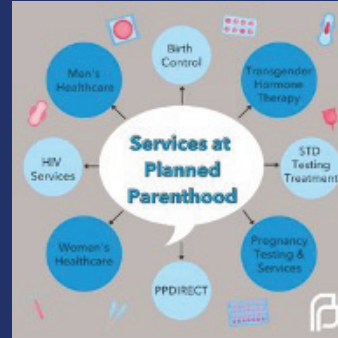 Birth
Control
Men's
Healthcare
Transgender
Hormone
Therapy
Services at
Planned
Parenthood
HIV
Services
STD
Testing
Treatment
Women's
Healthcare
Pregnancy
Testing &
Services
PPDIRECT